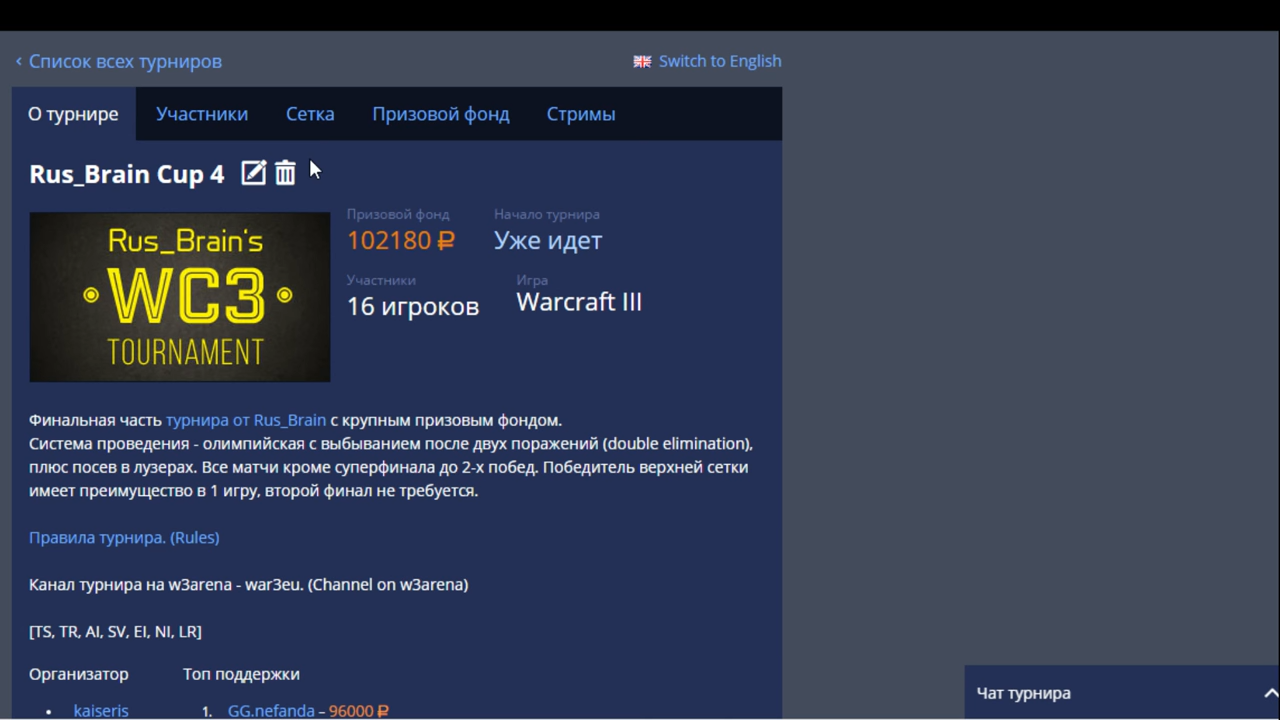 ‹ Список всех турниров
Switch to English
О турнире Участники Сетка Призовой фонд Стримы
Rus_Brain Cup 4
Rus_Brain's
WC3
TOURNAMENT
Призовой фонд Начало турнира
102180 ₽ Уже идет
Участники Игра
16 игроков Warcraft III
Финальная часть турнира от Rus_Brain с крупным призовым фондом.
Система проведения - олимпийская с выбыванием после двух поражений (double elimination),
плюс посев в лузерах. Все матчи кроме суперфинала до 2-х побед. Победитель верхней сетки
имеет преимущество в 1 игру, второй финал не требуется.
Правила турнира. (Rules)
Канал турнира на w3arena - war3eu. (Channel on w3arena)
[TS, TR, AI, SV, EI, NI, LR]
Организатор Топ поддержки
• kaiseris 1. GG.nefanda – 96000 ₽
Чат турнира